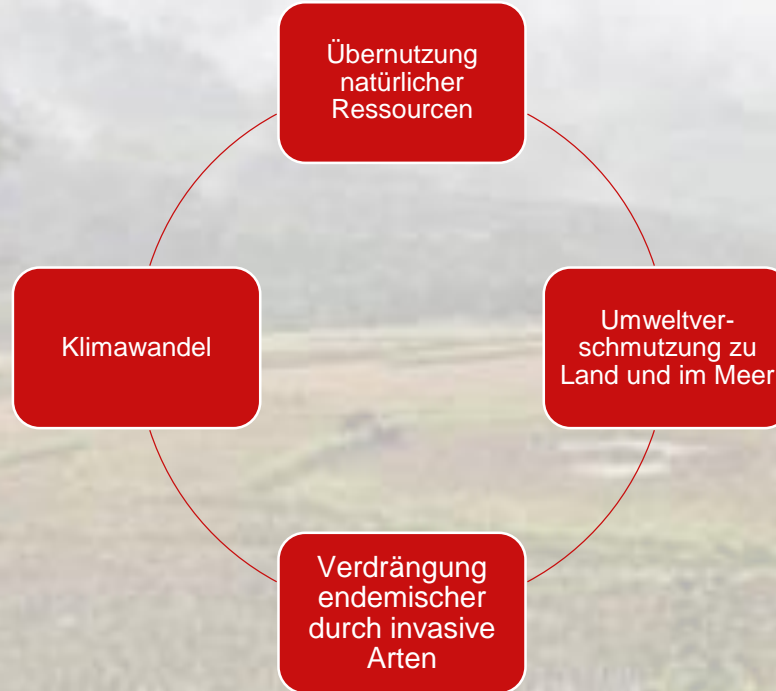 Übernutzung
natürlicher
Ressourcen
Klimawandel
Umweltver-
schmutzung zu
Land und im Meer
Verdrängung
endemischer
durch invasive
Arten